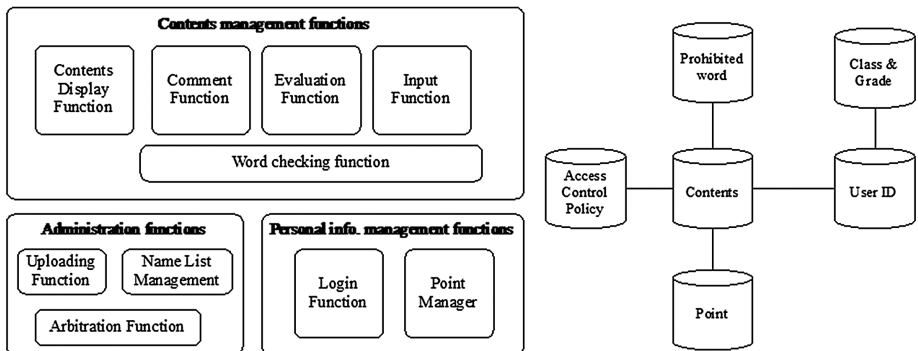 Contents management functions
Contents
Display
Function
Comment
Function
Evaluation
Function
Input
Function
Word checking function
Administration functions
Uploading
Function
Name List
Management
Arbitration Function
Personal info. management functions
Login
Function
Point
Manager
Prohibited
word
Class &
Grade
Access
Control
Policy
Contents
User ID
Point